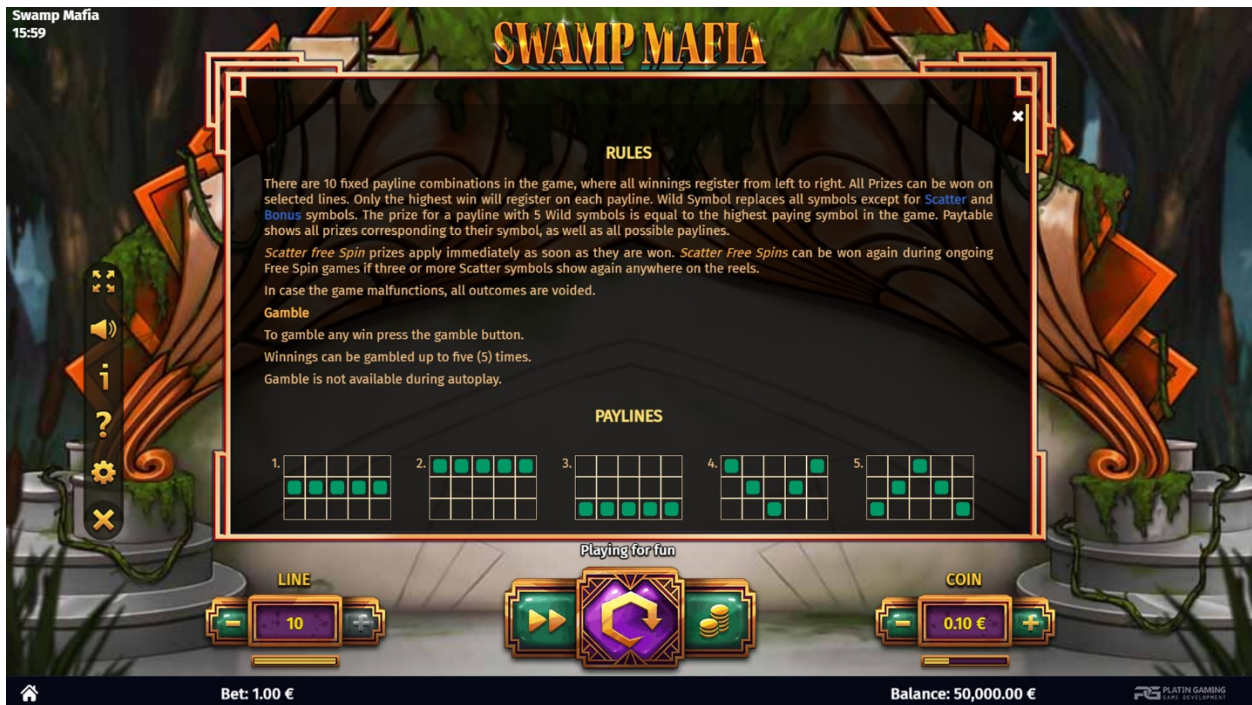 Swamp Mafia
15:59
SWAMP MAFIA
RULES
There are 10 fixed payline combinations in the game, where all winnings register from left to right. All Prizes can be won on
selected lines. Only the highest win will register on each payline. Wild Symbol replaces all symbols except for Scatter and
Bonus symbols. The prize for a payline with 5 Wild symbols is equal to the highest paying symbol in the game. Paytable
shows all prizes corresponding to their symbol, as well as all possible paylines.
Scatter free Spin prizes apply immediately as soon as they are won. Scatter Free Spins can be won again during ongoing
Free Spin games if three or more Scatter symbols show again anywhere on the reels.
In case the game malfunctions, all outcomes are voided.
Gamble
To gamble any win press the gamble button.
Winnings can be gambled up to five (5) times.
Gamble is not available during autoplay.
PAYLINES
1. 2. 3. 4. 5.
Playing for fun
LINE
10
COIN
0.10 €
Bet: 1.00 €
Balance: 50,000.00 €
PG PLATIN GAMING
GAME DEVELOPMENT